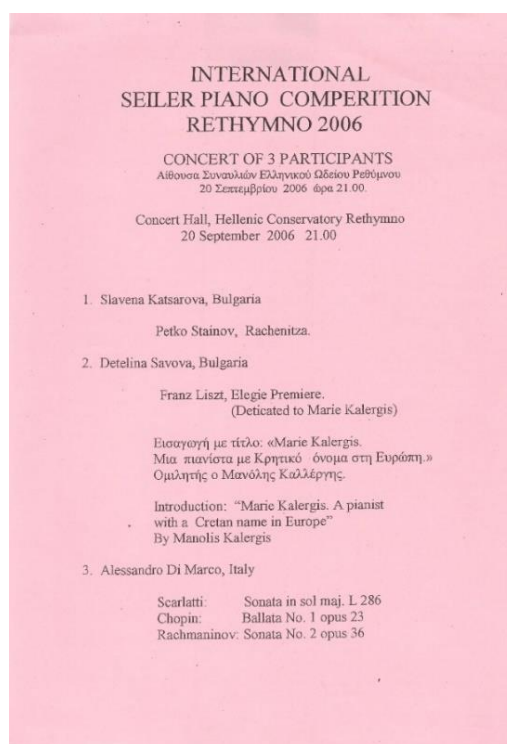 INTERNATIONAL
SEILER PIANO COMPERITION
RETHYMNO 2006
CONCERT OF 3 PARTICIPANTS
Αίθουσα Συναυλιών Ελληνικού Ωδείου Ρεθύμνου
20 Σεπτεμβρίου 2006 ώρα 21.00.
Concert Hall, Hellenic Conservatory Rethymno
20 September 2006 21.00
1. Slavena Katsarova, Bulgaria
Petko Stainov, Rachenitza.
2. Detelina Savova, Bulgaria
Franz Liszt, Elegie Premiere.
(Deticated to Marie Kalergis)
Εισαγωγή με τίτλο: «Marie Kalergis.
Μια πιανίστα με Κρητικό όνομα στη Ευρώπη.»
Ομιλητής ο Μανόλης Καλλέργης.
Introduction: “Marie Kalergis. A pianist
with a Cretan name in Europe”
By Manolis Kalergis
3. Alessandro Di Marco, Italy
Scarlatti: Sonata in sol maj. L 286
Chopin: Ballata No. 1 opus 23
Rachmaninov: Sonata No. 2 opus 36